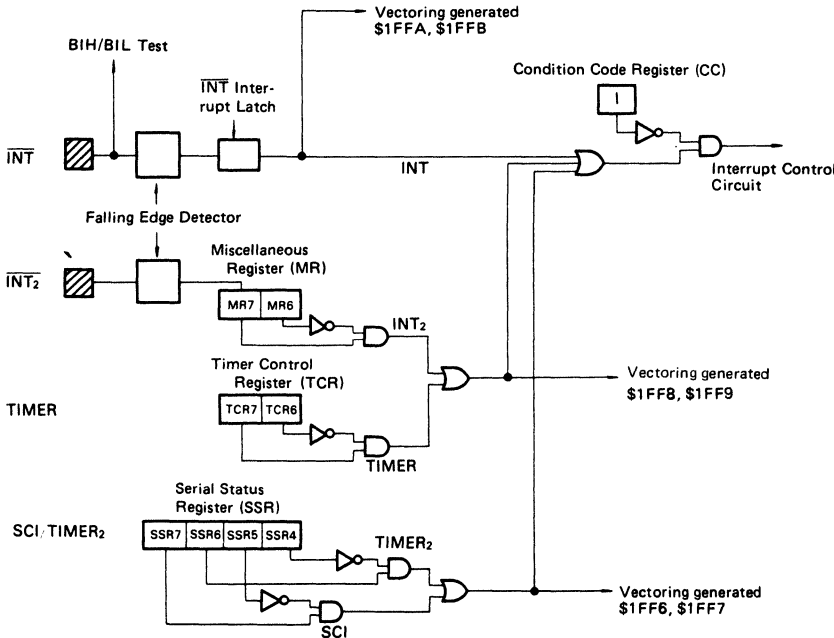 Vectoring generated
$1FFA, $1FFB
BIH/BIL Test
Condition Code Register (CC)
INT Inter-
rupt Latch
I
INT
INT
Interrupt Control
Circuit
Falling Edge Detector
Miscellaneous
Register (MR)
INT₂
MR7 MR6
INT₂
Timer Control
Register (TCR)
Vectoring generated
$1FF8, $1FF9
TIMER
TCR7 TCR6
TIMER
Serial Status
Register (SSR)
SCI/TIMER₂
SSR7 SSR6 SSR5 SSR4
TIMER₂
Vectoring generated
$1FF6, $1FF7
SCI